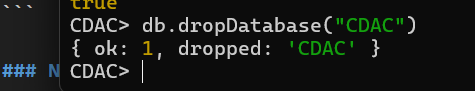 ```
true
CDAC> db.dropDatabase("CDAC")
{ ok: 1, dropped: 'CDAC' }
### N
CDAC>